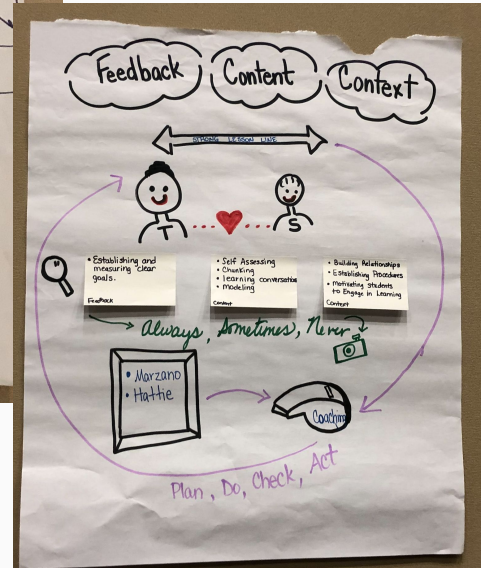 Feedback
Content
Context
STRONG LESSON LINE
T
S
• Establishing and
measuring clear
goals.
Feedback
• Self Assessing
• Chunking
• learning conversation
• Modeling
Content
• Building Relationships
• Establishing Procedures
• Motivating Students
to Engage in Learning
Context
Always, Sometimes, Never
• Marzano
• Hattie
Coaching
Plan, Do, Check, Act